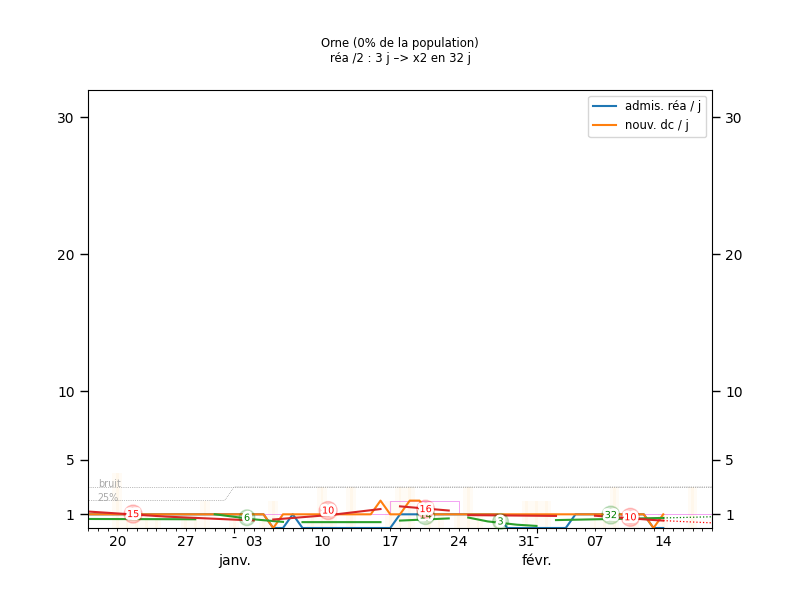 Orne (0% de la population)
réa /2 : 3 j –> x2 en 32 j
admis. réa / j
nouv. dc / j
30 30
20 20
10 10
5 5
1 1
bruit
25%
15 6 10 16 14 3 32 10
20 27 - 03 10 17 24 31 - 07 14
janv. févr.